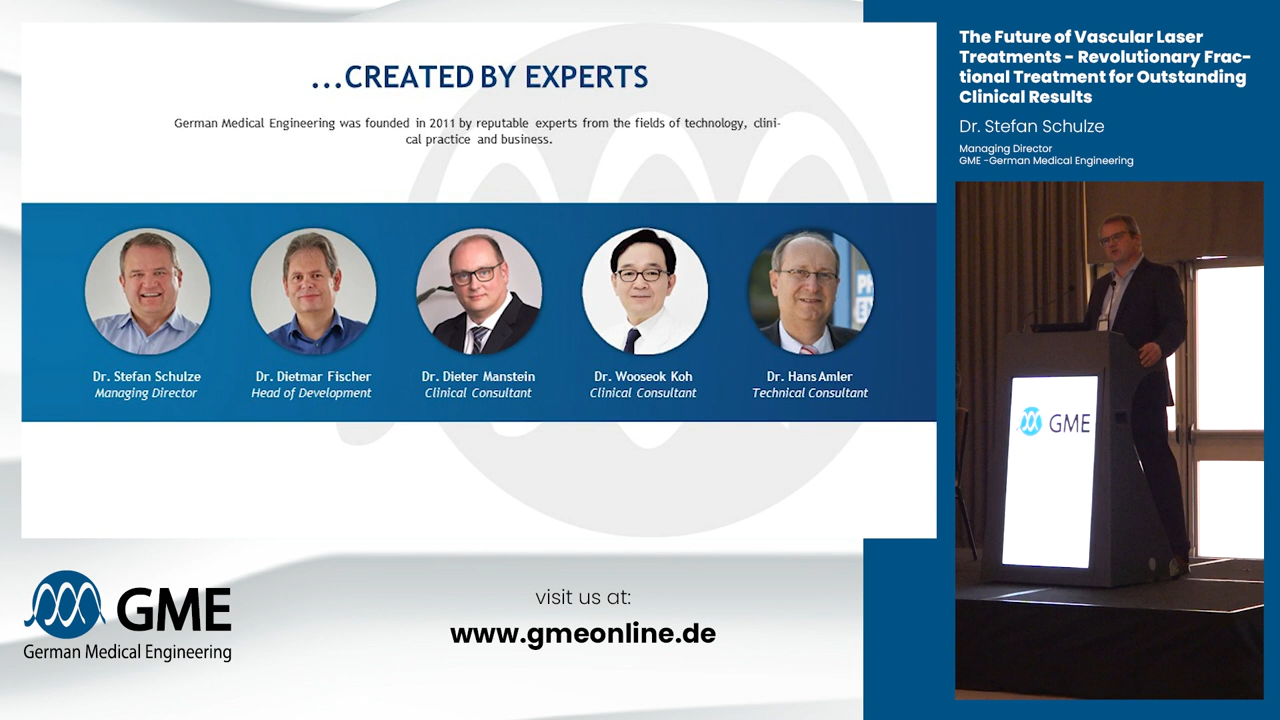 ...CREATED BY EXPERTS
German Medical Engineering was founded in 2011 by reputable experts from the fields of technology, clini-
cal practice and business.
Dr. Stefan Schulze
Managing Director
Dr. Dietmar Fischer
Head of Development
Dr. Dieter Manstein
Clinical Consultant
Dr. Wooseok Koh
Clinical Consultant
Dr. Hans Amler
Technical Consultant
GME
German Medical Engineering
visit us at:
www.gmeonline.de
The Future of Vascular Laser
Treatments - Revolutionary Frac-
tional Treatment for Outstanding
Clinical Results
Dr. Stefan Schulze
Managing Director
GME -German Medical Engineering
GME